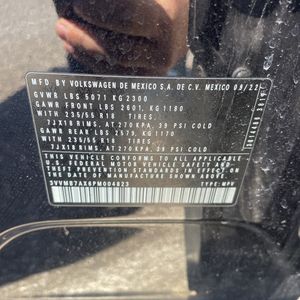 MFD. BY VOLKSWAGEN DE MEXICO S.A. DE C.V. MEXICO 09/22
GVWR LBS 5071 KG 2300
GAWR FRONT LBS 2601, KG 1180
WITH 235/55 R18 TIRES,
7JX18 RIMS, AT 270 KPA, 39 PSI COLD
GAWR REAR LBS 2579, KG 1170
WITH 235/55 R18 TIRES,
7JX18 RIMS, AT 270 KPA, 39 PSI COLD
THIS VEHICLE CONFORMS TO ALL APPLICABLE
U.S. FEDERAL MOTOR VEHICLE SAFETY AND
THEFT PREVENTION STANDARDS IN EFFECT
ON THE DATE OF MANUFACTURE SHOWN ABOVE.
TYPE: MPV